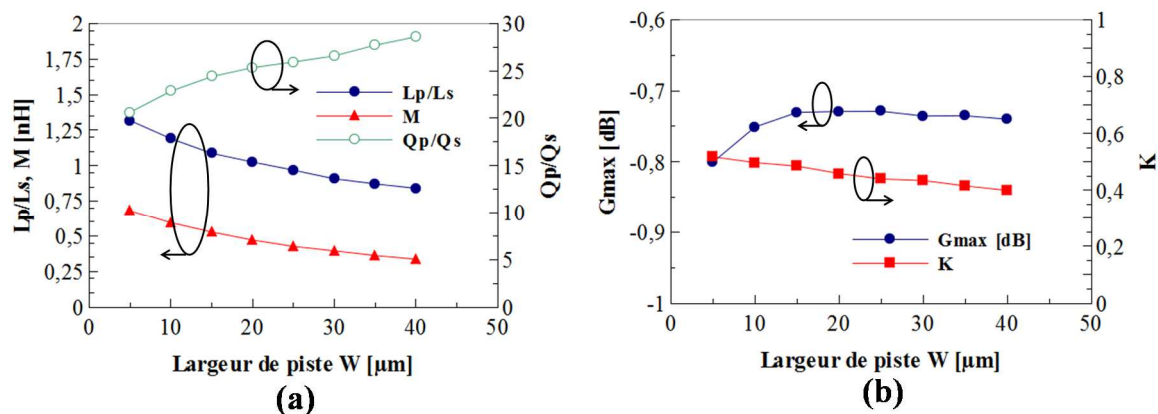 2
1,75
1,5
1,25
1
0,75
0,5
0,25
0
Lp/Ls, M [nH]
30
25
20
15
10
5
0
Qp/Qs
Lp/Ls
M
Qp/Qs
0 10 20 30 40 50
Largeur de piste W [µm]
(a)
-0,6
-0,7
-0,8
-0,9
-1
Gmax [dB]
1
0,8
0,6
0,4
0,2
0
K
Gmax [dB]
K
0 10 20 30 40 50
Largeur de piste W [µm]
(b)